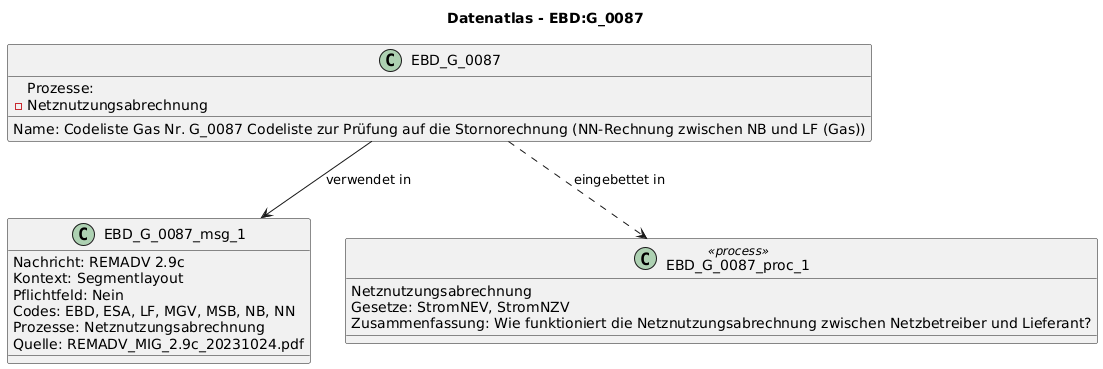 Datenatlas - EBD:G_0087
C EBD_G_0087
Prozesse:
Netznutzungsabrechnung
Name: Codeliste Gas Nr. G_0087 Codeliste zur Prüfung auf die Stornorechnung (NN-Rechnung zwischen NB und LF (Gas))
verwendet in
eingebettet in
C EBD_G_0087_msg_1
Nachricht: REMADV 2.9c
Kontext: Segmentlayout
Pflichtfeld: Nein
Codes: EBD, ESA, LF, MGV, MSB, NB, NN
Prozesse: Netznutzungsabrechnung
Quelle: REMADV_MIG_2.9c_20231024.pdf
«process»
C EBD_G_0087_proc_1
Netznutzungsabrechnung
Gesetze: StromNEV, StromNZV
Zusammenfassung: Wie funktioniert die Netznutzungsabrechnung zwischen Netzbetreiber und Lieferant?